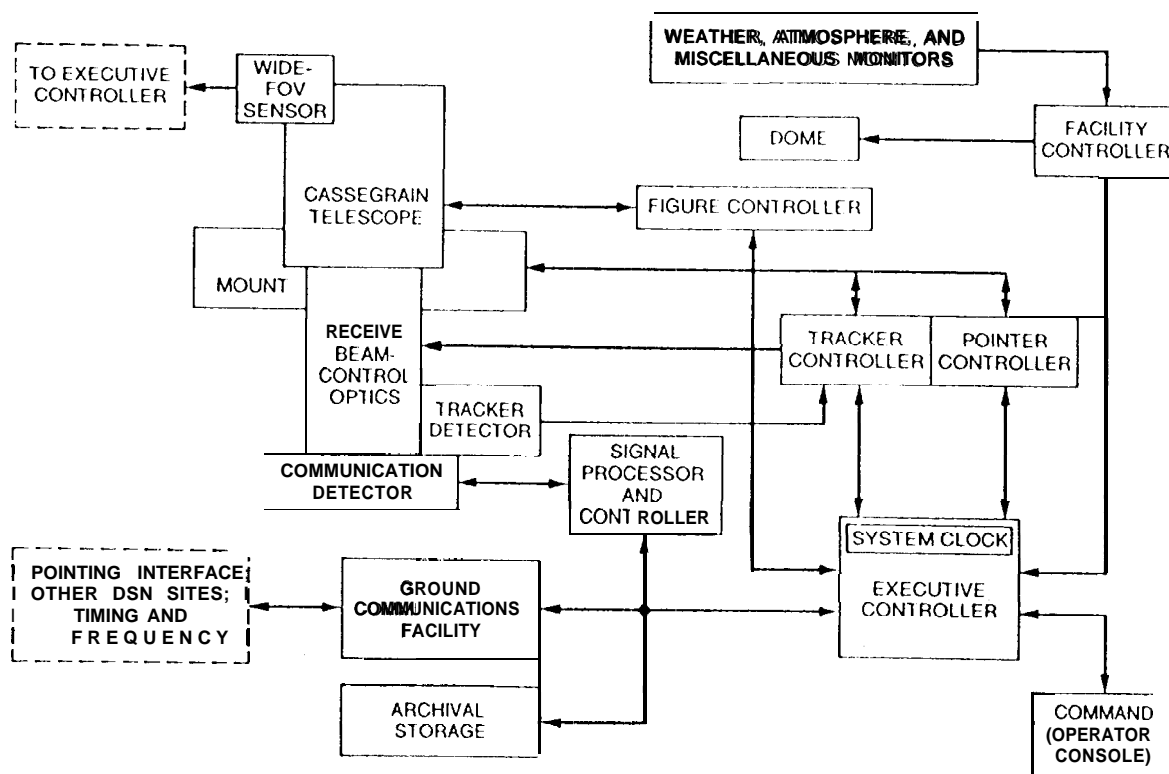 WEATHER, ATMOSPHERE, AND
MISCELLANEOUS MONITORS
TO EXECUTIVE
CONTROLLER
WIDE-
FOV
SENSOR
DOME
FACILITY
CONTROLLER
CASSEGRAIN
TELESCOPE
FIGURE CONTROLLER
MOUNT
RECEIVE
BEAM-
CONTROL
OPTICS
TRACKER
CONTROLLER
POINTER
CONTROLLER
TRACKER
DETECTOR
COMMUNICATION
DETECTOR
SIGNAL
PROCESSOR
AND
CONT ROLLER
SYSTEM CLOCK
EXECUTIVE
CONTROLLER
POINTING INTERFACE;
OTHER DSN SITES;
TIMING AND
FREQUENCY
GROUND
COMMUNICATIONS
FACILITY
ARCHIVAL
STORAGE
COMMAND
(OPERATOR
CONSOLE)